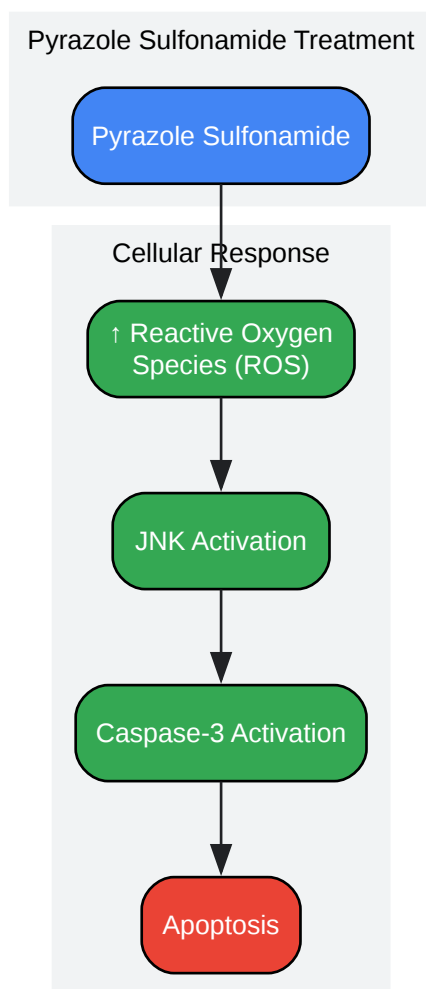 Pyrazole Sulfonamide Treatment
Pyrazole Sulfonamide
Cellular Response
↑ Reactive Oxygen
Species (ROS)
JNK Activation
Caspase-3 Activation
Apoptosis